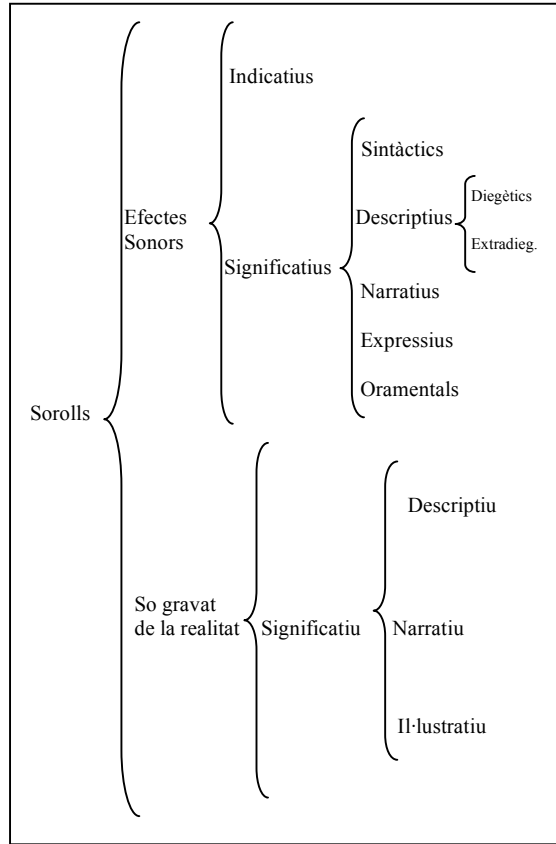 Indicatius
Sintàctics
Diegètics
Efectes
Sonors
Descriptius
Extradieg.
Significatius
Narratius
Expressius
Oramentals
Sorolls
Descriptiu
So gravat
de la realitat
Significatiu
Narratiu
Il·lustratiu